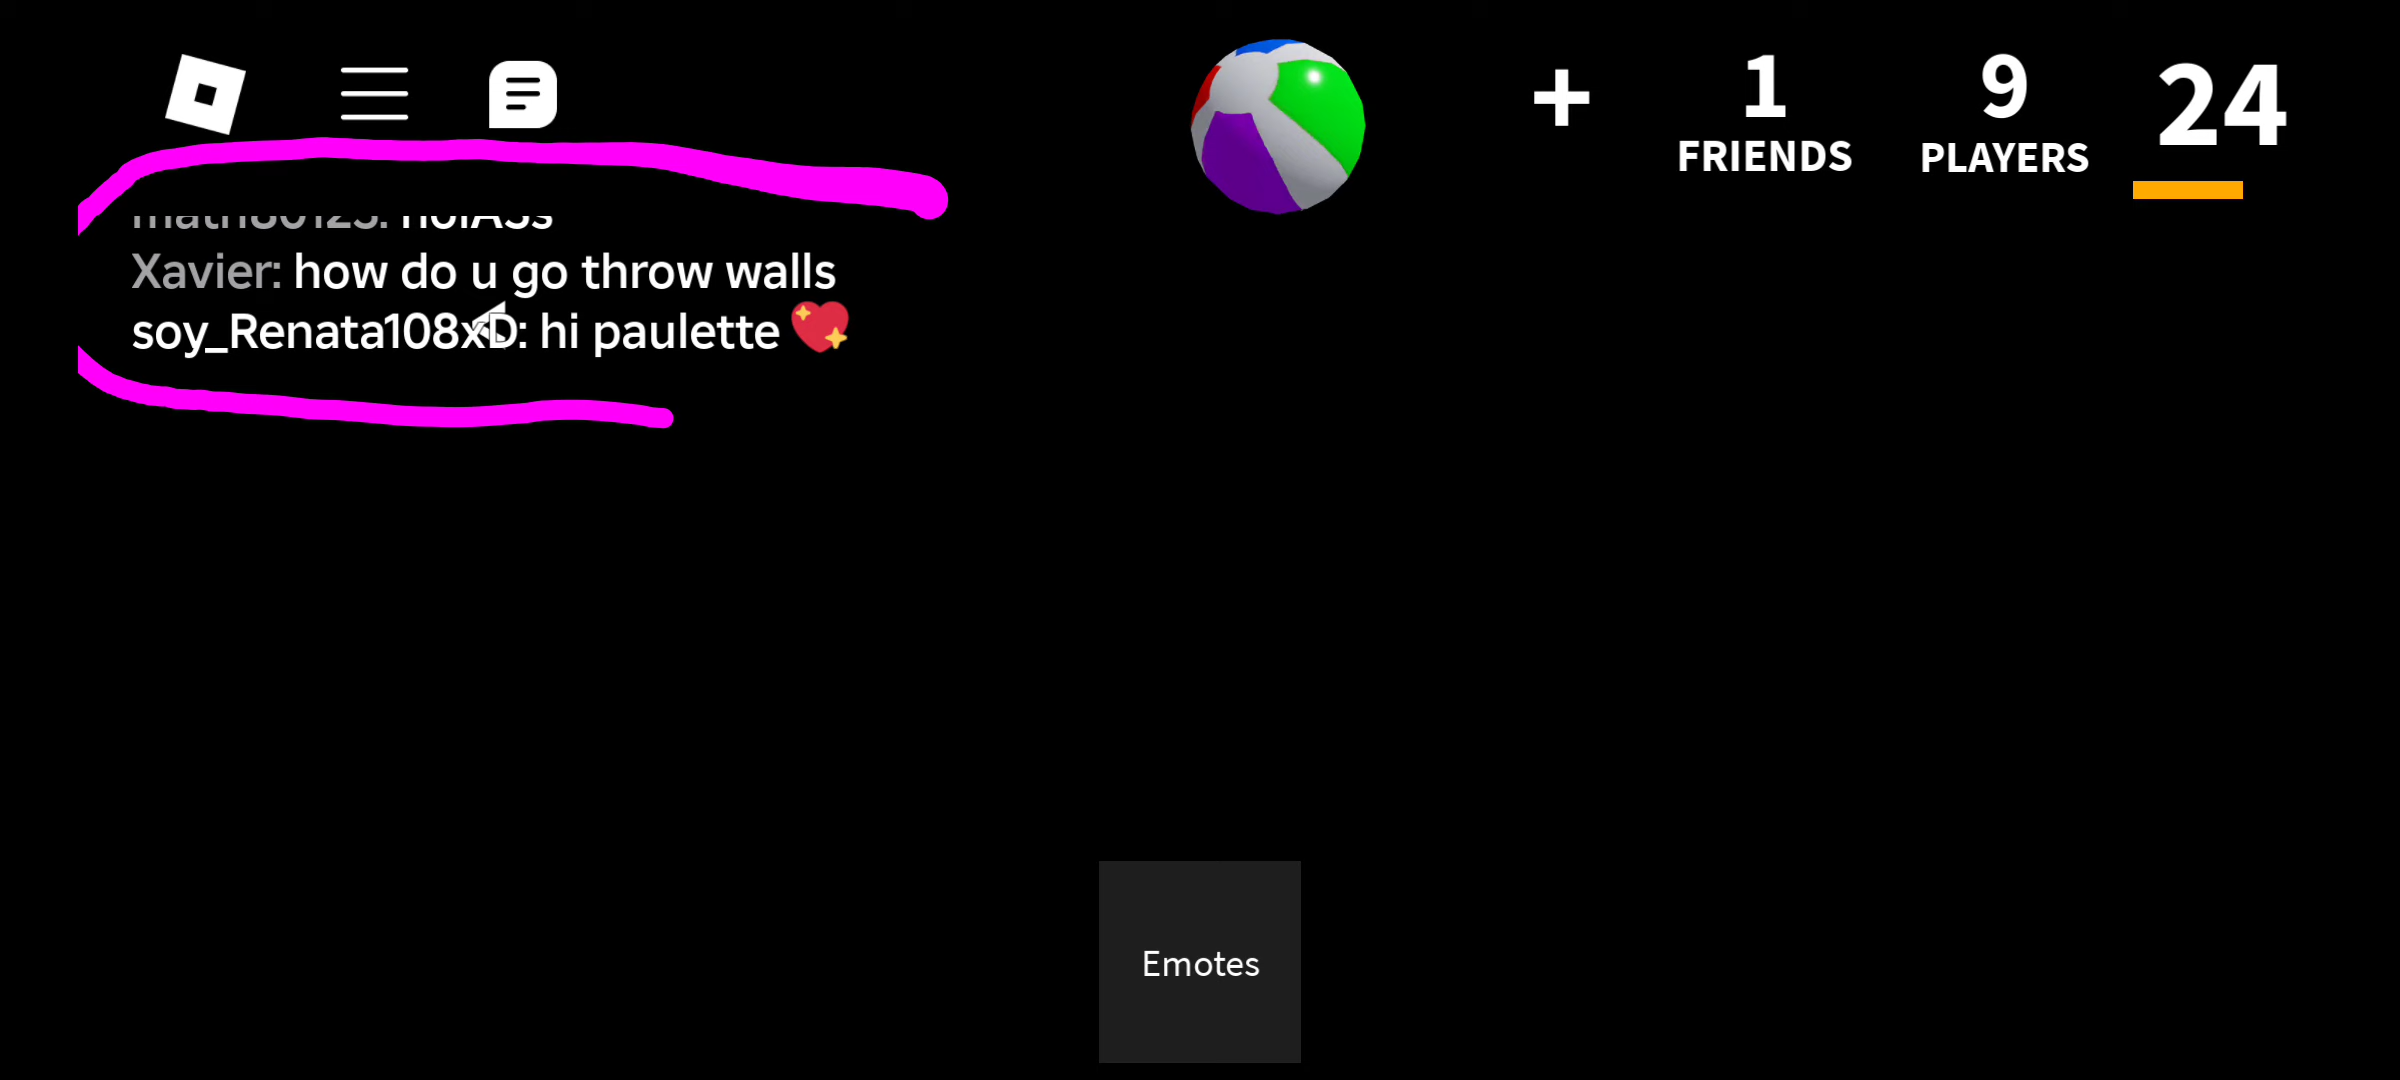 +
1
FRIENDS
9
PLAYERS
24
Xavier: how do u go throw walls
soy_Renata108xD: hi paulette 💖
Emotes